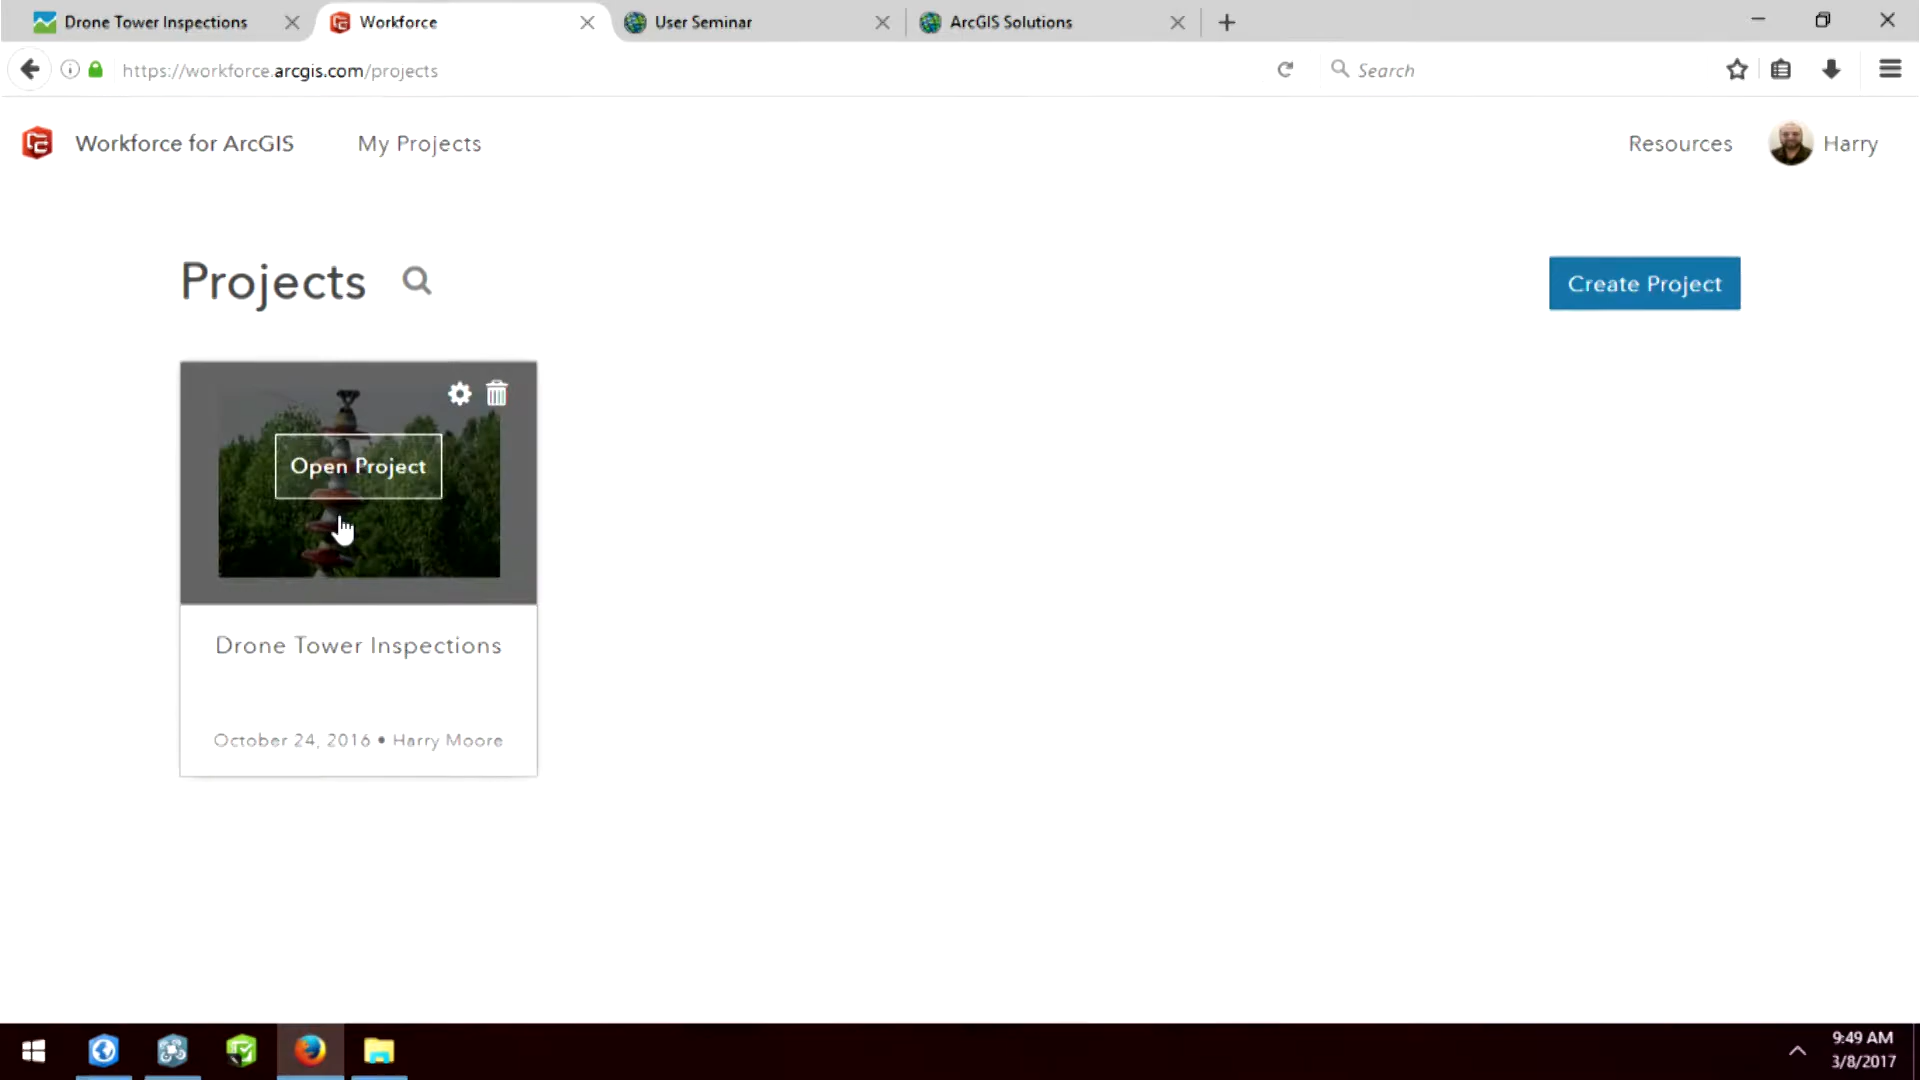 Drone Tower Inspections
Workforce
User Seminar
ArcGIS Solutions
https://workforce.arcgis.com/projects
Search
Workforce for ArcGIS
My Projects
Resources
Harry
Projects
Create Project
Open Project
Drone Tower Inspections
October 24, 2016 • Harry Moore
9:49 AM
3/8/2017